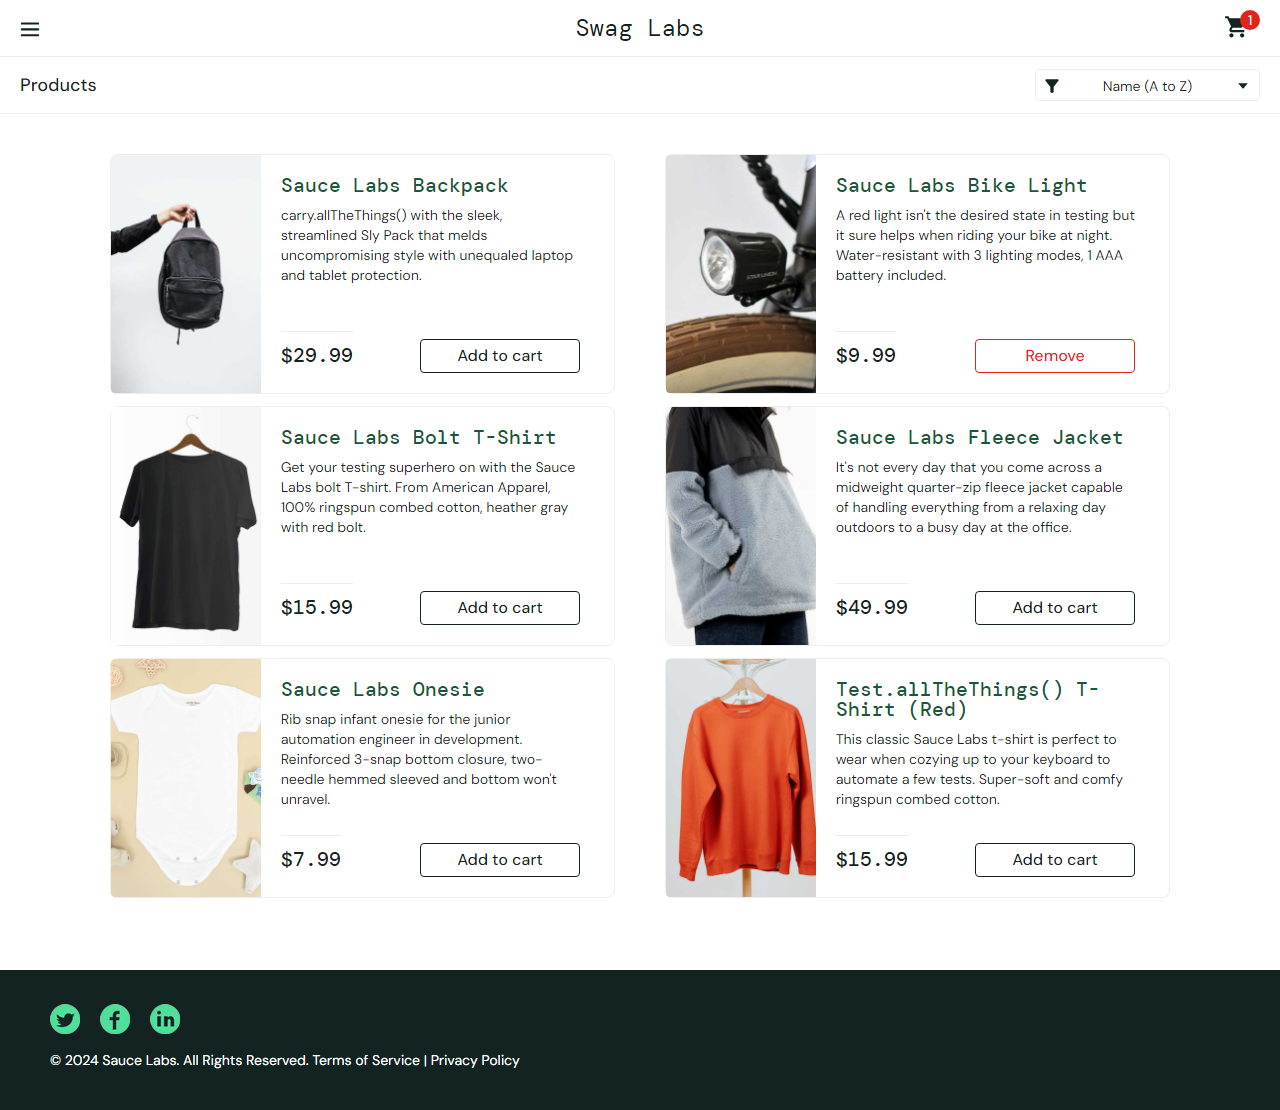 Swag Labs
1
Products
Name (A to Z)
Sauce Labs Backpack
carry.allTheThings() with the sleek,
streamlined Sly Pack that melds
uncompromising style with unequaled laptop
and tablet protection.
$29.99
Add to cart
Sauce Labs Bike Light
A red light isn't the desired state in testing but
it sure helps when riding your bike at night.
Water-resistant with 3 lighting modes, 1 AAA
battery included.
$9.99
Remove
Sauce Labs Bolt T-Shirt
Get your testing superhero on with the Sauce
Labs bolt T-shirt. From American Apparel,
100% ringspun combed cotton, heather gray
with red bolt.
$15.99
Add to cart
Sauce Labs Fleece Jacket
It's not every day that you come across a
midweight quarter-zip fleece jacket capable
of handling everything from a relaxing day
outdoors to a busy day at the office.
$49.99
Add to cart
Sauce Labs Onesie
Rib snap infant onesie for the junior
automation engineer in development.
Reinforced 3-snap bottom closure, two-
needle hemmed sleeved and bottom won't
unravel.
$7.99
Add to cart
Test.allTheThings() T-
Shirt (Red)
This classic Sauce Labs t-shirt is perfect to
wear when cozying up to your keyboard to
automate a few tests. Super-soft and comfy
ringspun combed cotton.
$15.99
Add to cart
© 2024 Sauce Labs. All Rights Reserved. Terms of Service | Privacy Policy